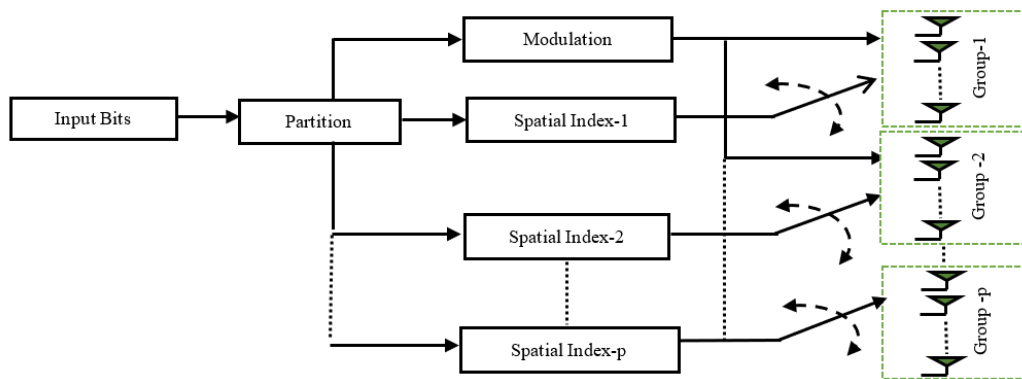 Modulation
Input Bits
Partition
Spatial Index-1
Spatial Index-2
Spatial Index-p
Group-1
Group -2
Group -p